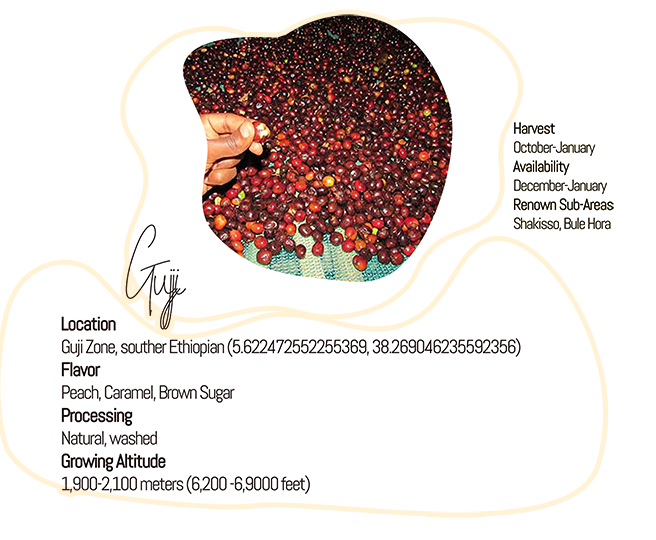 Harvest
October-January
Availability
December-January
Renown Sub-Areas
Shakisso, Bule Hora
Guji
Location
Guji Zone, souther Ethiopian (5.622472552255369, 38.269046235592356)
Flavor
Peach, Caramel, Brown Sugar
Processing
Natural, washed
Growing Altitude
1,900-2,100 meters (6,200 -6,9000 feet)